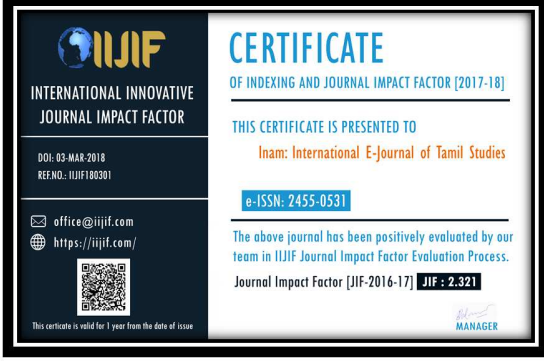 IIJIF
INTERNATIONAL INNOVATIVE
JOURNAL IMPACT FACTOR
DOI: 03-MAR-2018
REF.NO.: IIJIF180301
office@iijif.com
https://iijif.com/
This certicate is valid for 1 year from the date of issue
CERTIFICATE
OF INDEXING AND JOURNAL IMPACT FACTOR [2017-18]
THIS CERTIFICATE IS PRESENTED TO
Inam: International E-Journal of Tamil Studies
e-ISSN: 2455-0531
The above journal has been positively evaluated by our
team in IIJIF Journal Impact Factor Evaluation Process.
Journal Impact Factor [JIF-2016-17] JIF : 2.321
MANAGER